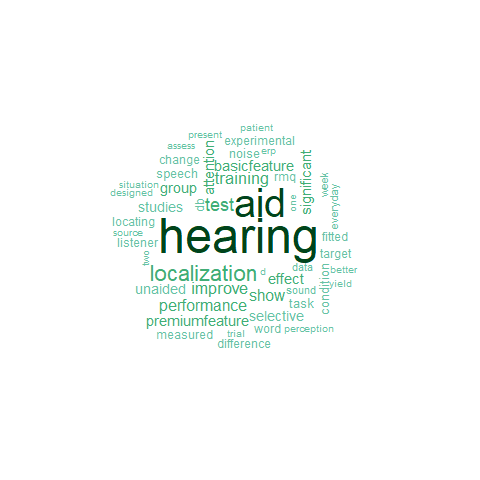 patient
present
experimental
assess
noise erp
change attention basicfeature significant
speech training rmq week
situation group
designed db test aid one everyday
studies
locating hearing
source fitted
listener
two target
localization d data better
effect condition yield
unaided improve show sound
performance task
premiumfeature selective
measured trial word perception
difference